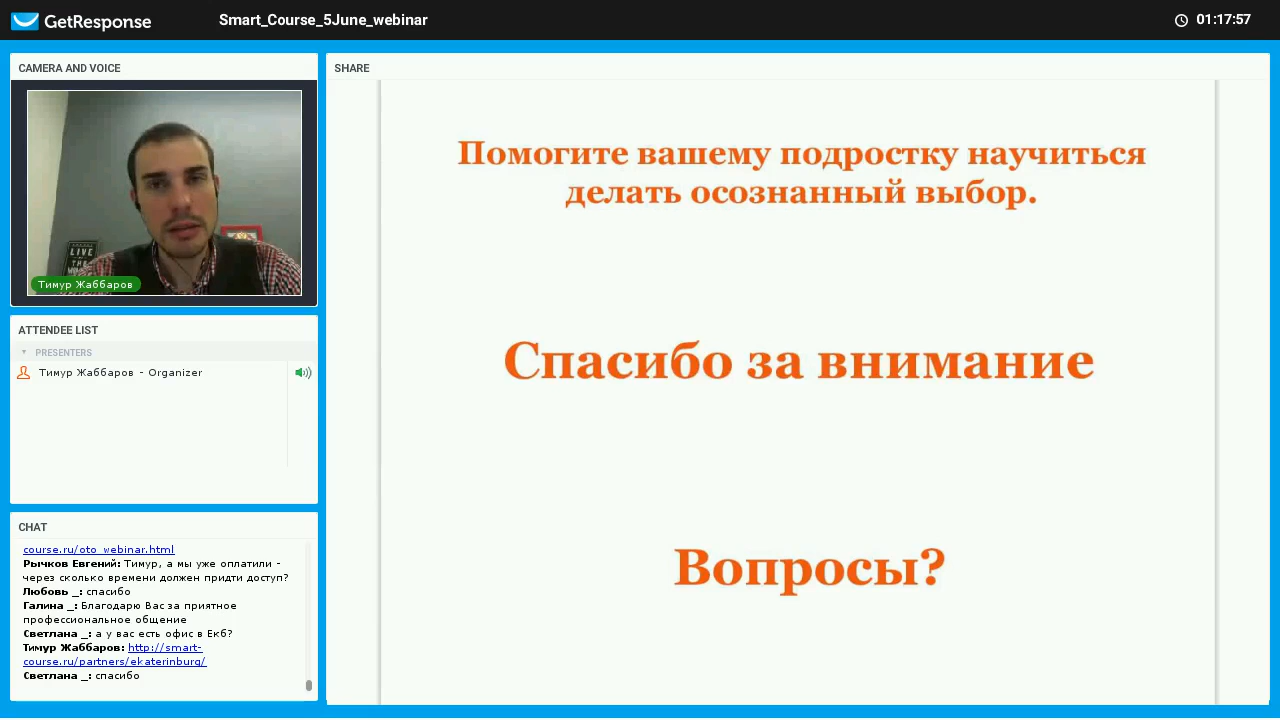 GetResponse
Smart_Course_5June_webinar
01:17:57
CAMERA AND VOICE
LIVE
THE
Тимур Жаббаров
ATTENDEE LIST
PRESENTERS
Тимур Жаббаров - Organizer
CHAT
course.ru/oto_webinar.html
Рычков Евгений: Тимур, а мы уже оплатили -
через сколько времени должен придти доступ?
Любовь _: спасибо
Галина _: Благодарю Вас за приятное
профессиональное общение
Светлана _: а у вас есть офис в Екб?
Тимур Жаббаров: http://smart-
course.ru/partners/ekaterinburg/
Светлана _: спасибо
SHARE
Помогите вашему подростку научиться
делать осознанный выбор.
Спасибо за внимание
Вопросы?